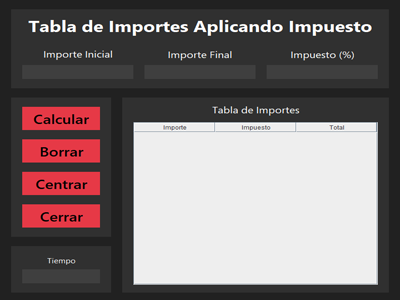 Tabla de Importes Aplicando Impuesto
Importe Inicial
Importe Final
Impuesto (%)
Calcular
Borrar
Centrar
Cerrar
Tiempo
Tabla de Importes
Importe
Impuesto
Total